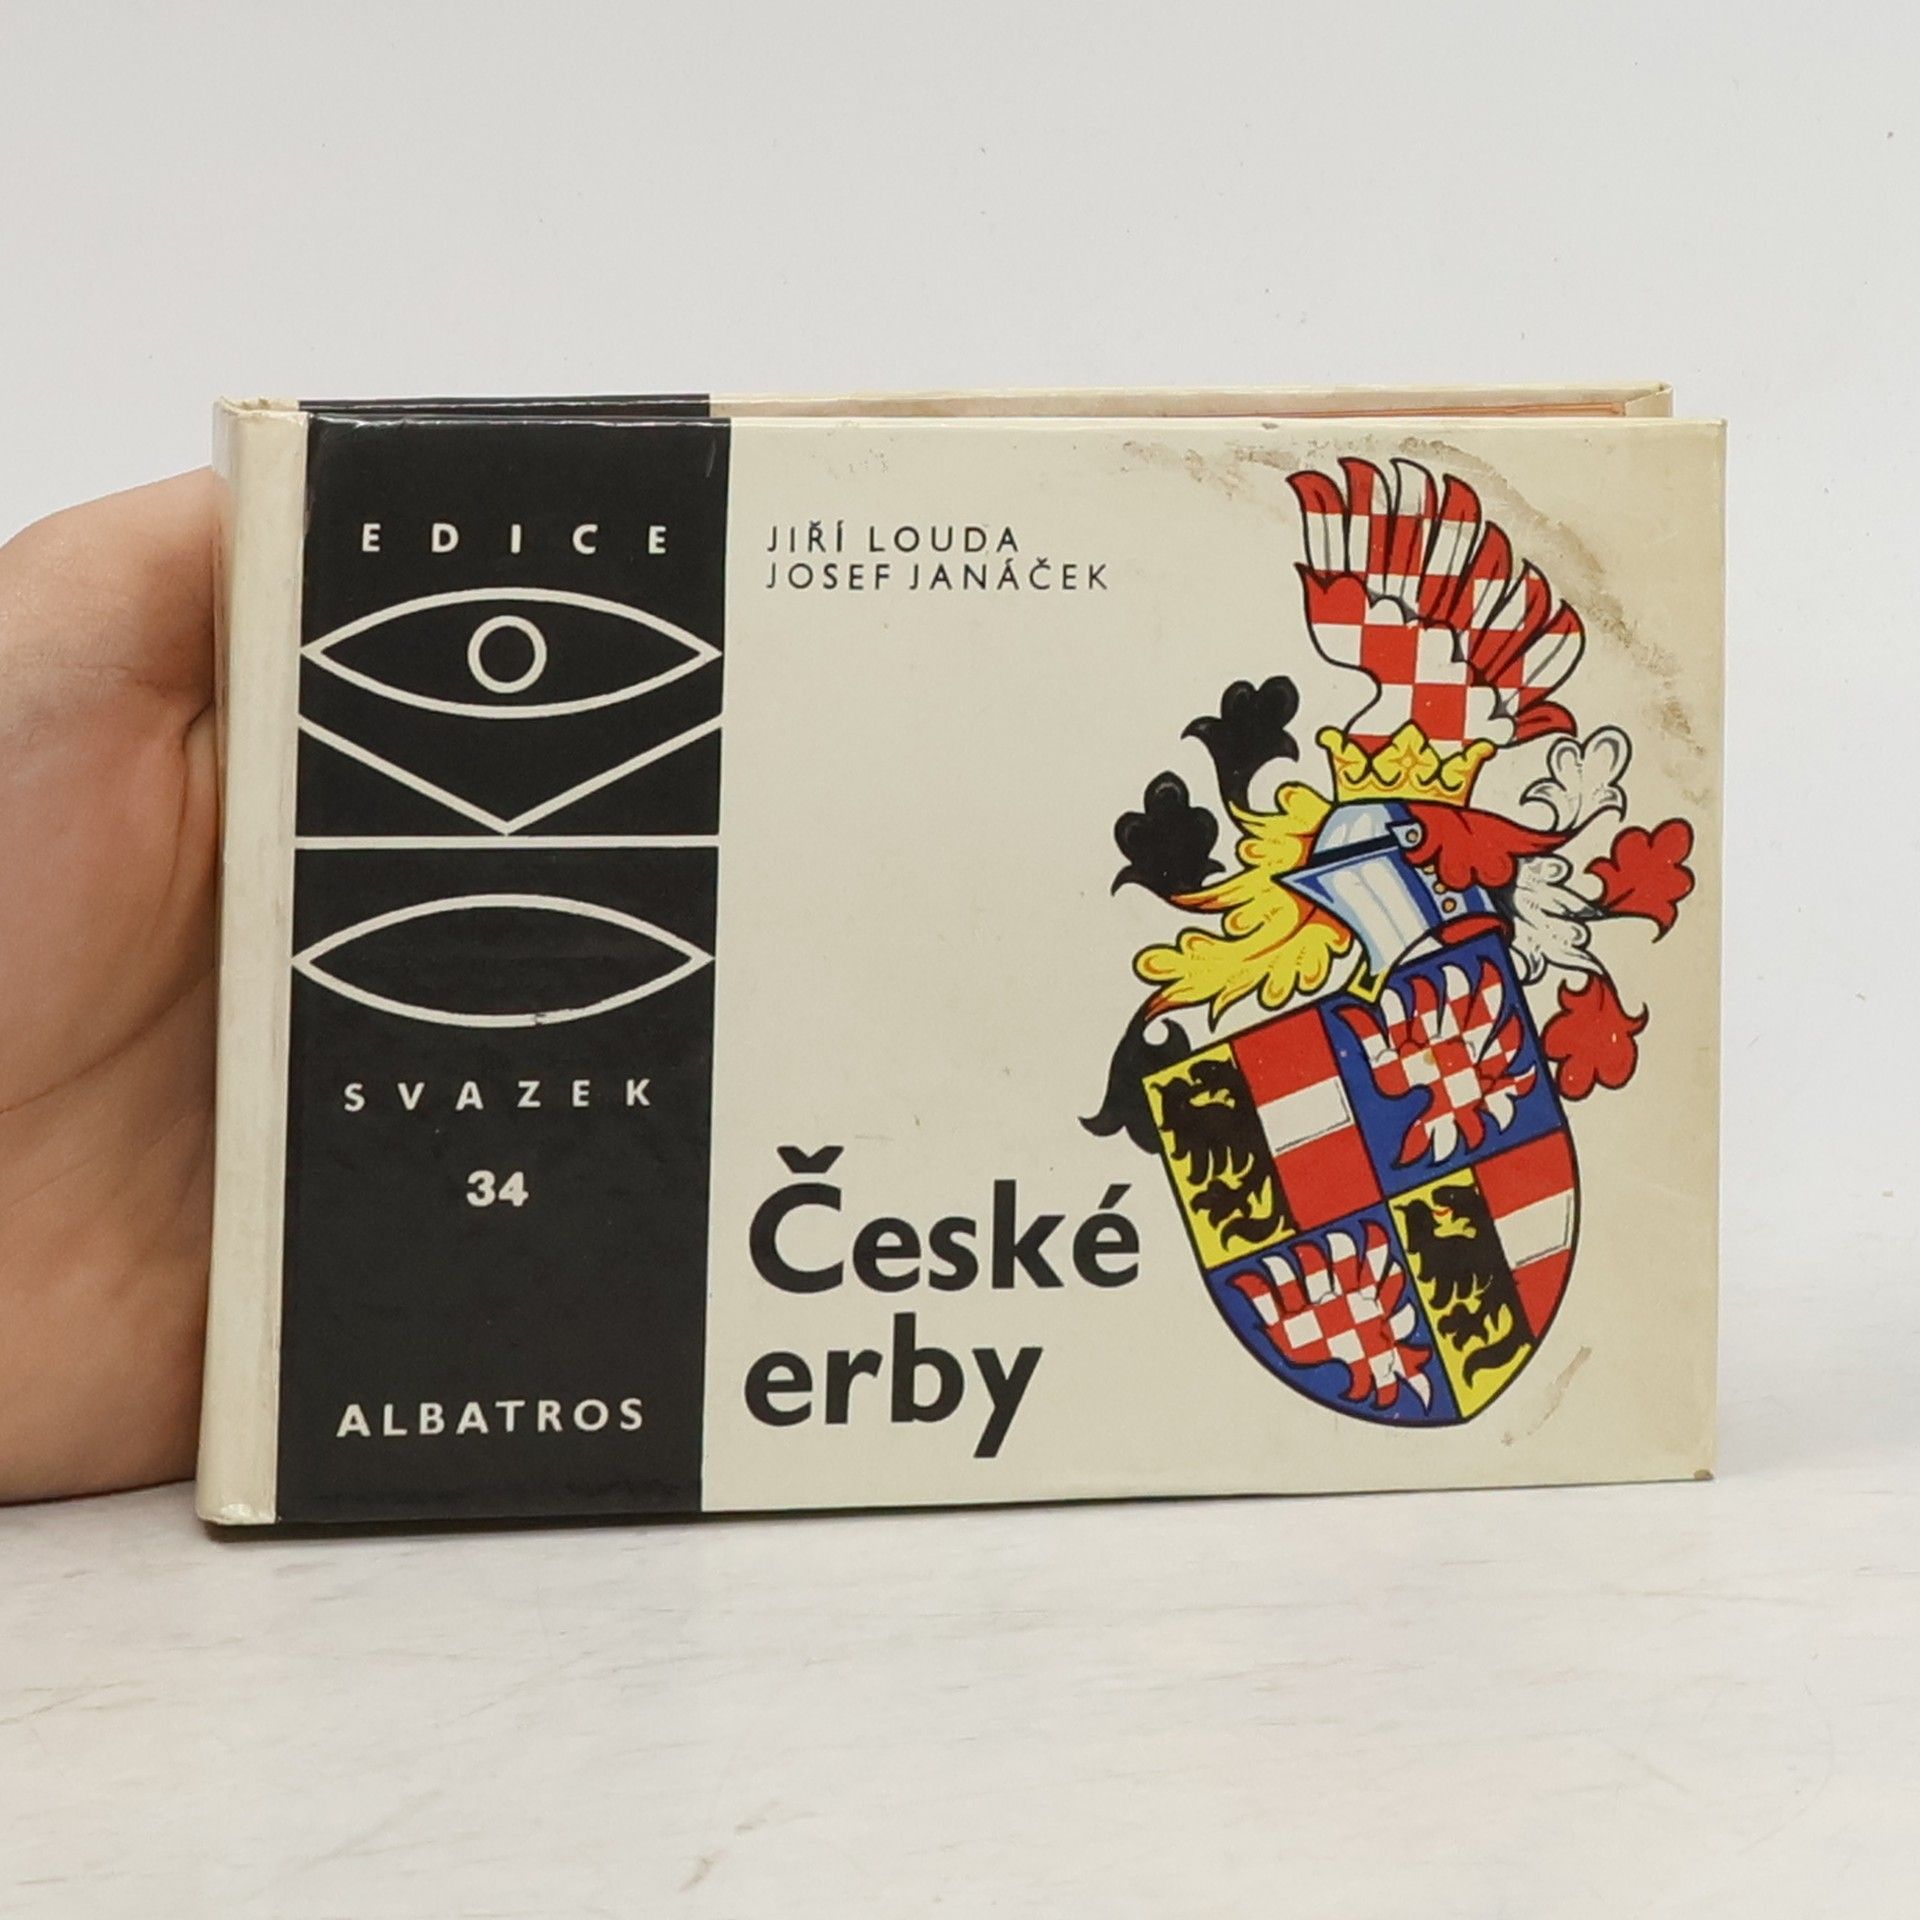 EDICE
SVAZEK
34
ALBATROS
JIŘÍ LOUDA
JOSEF JANÁČEK
České
erby